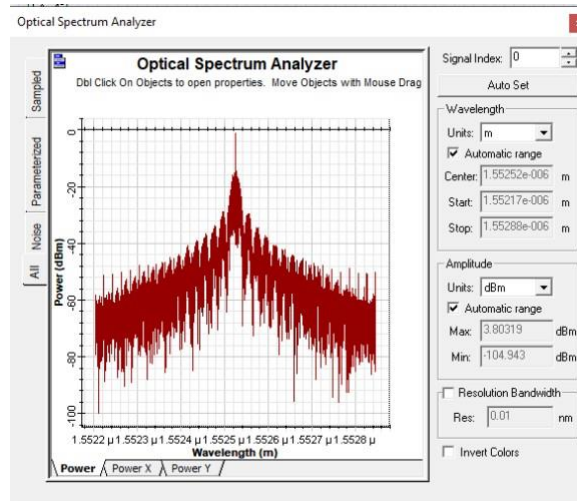 Optical Spectrum Analyzer
Optical Spectrum Analyzer
Dbl Click On Objects to open properties. Move Objects with Mouse Drag
Sampled
Parameterized
Noise
All
Power (dBm)
0
-20
-40
-60
-80
-100
1.5522 µ 1.5523 µ 1.5524 µ 1.5525 µ 1.5526 µ 1.5527 µ 1.5528 µ
Wavelength (m)
Power
Power X
Power Y
Signal Index: 0
Auto Set
Wavelength
Units: m
Automatic range
Center: 1.55252e-006 m
Start: 1.55217e-006 m
Stop: 1.55288e-006 m
Amplitude
Units: dBm
Automatic range
Max: 3.80319 dBm
Min: -104.943 dBm
Resolution Bandwidth
Res: 0.01 nm
Invert Colors